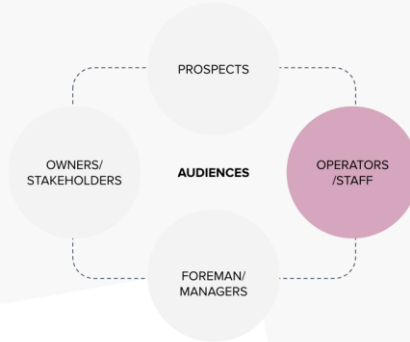 PROSPECTS
OWNERS/
STAKEHOLDERS
AUDIENCES
OPERATORS
/STAFF
FOREMAN/
MANAGERS